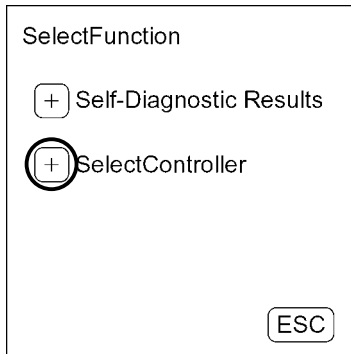 SelectFunction
+ Self-Diagnostic Results
+ SelectController
ESC